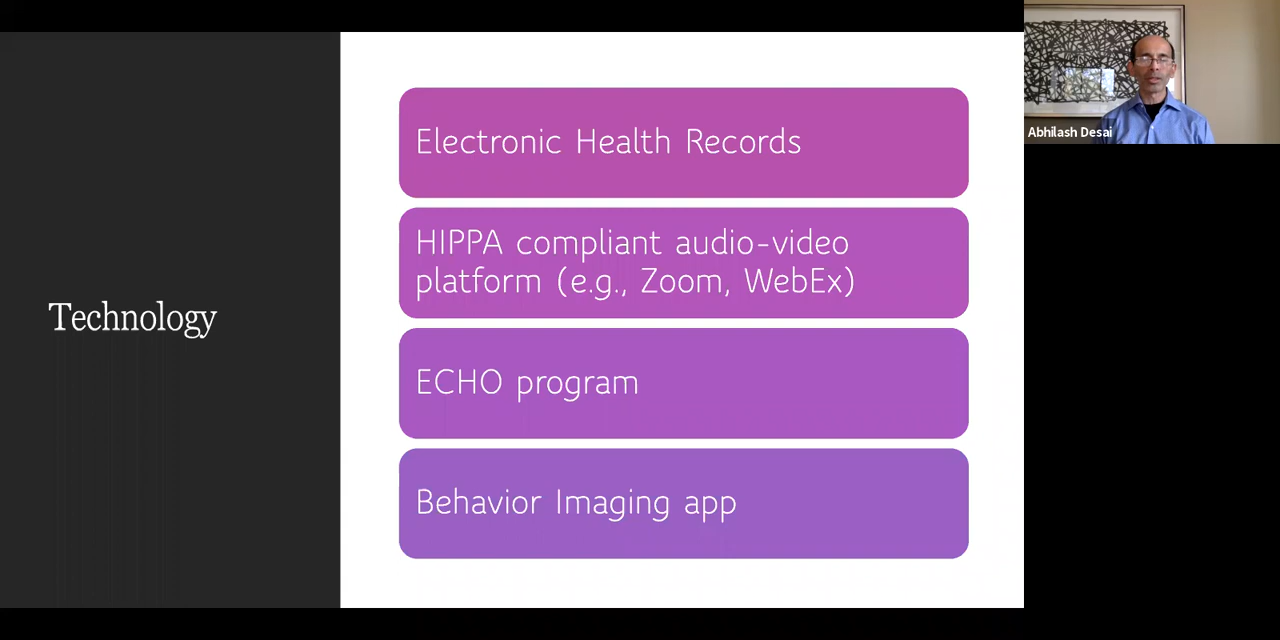 Technology
Electronic Health Records
HIPPA compliant audio-video
platform (e.g., Zoom, WebEx)
ECHO program
Behavior Imaging app
Abhilash Desai